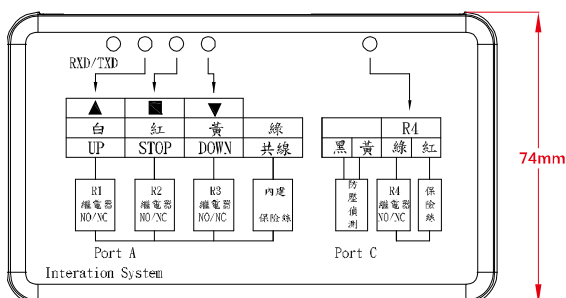 RXD/TXD
▲ ■ ▼
白 紅 黃 綠
UP STOP DOWN 共線
R4
黑 黃 綠 紅
R1
繼電器
NO/NC
R2
繼電器
NO/NC
R3
繼電器
NO/NC
內建
保險絲
防壓偵測
R4
繼電器
NO/NC
保險絲
Port A
Port C
Interation System
74mm